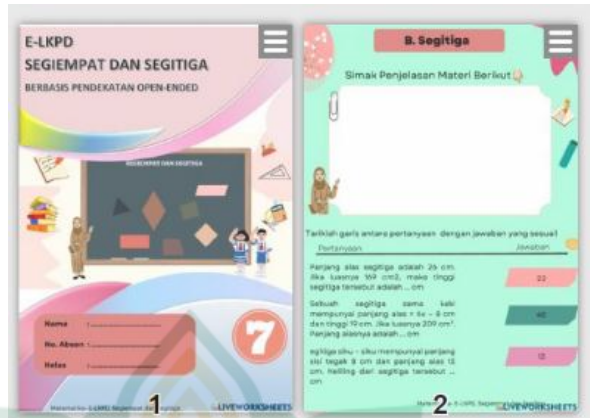 E-LKPD
SEGIEMPAT DAN SEGITIGA
BERBASIS PENDEKATAN OPEN-ENDED
SEGIEMPAT DAN SEGITIGA
Nama :
No. Absen :
Kelas :
7
1
LIVEWORKSHEETS
B. Segitiga
Simak Penjelasan Materi Berikut
Tariklah garis antara pertanyaan dengan jawaban yang sesuai!
Pertanyaan Jawaban
Panjang alas segitiga adalah 26 cm.
Jika luasnya 169 cm2, maka tinggi
segitiga tersebut adalah ... cm
Sebuah segitiga sama kaki
mempunyai panjang alas = 6x - 8 cm
dan tinggi 19 cm. Jika luasnya 209 cm².
Panjang alasnya adalah ... cm
siku - siku mempunyai panjang
sisi tegak 8 cm dan panjang alas 15
cm. Keliling dari segitiga tersebut ...
cm
22
40
13
2
LIVEWORKSHEETS